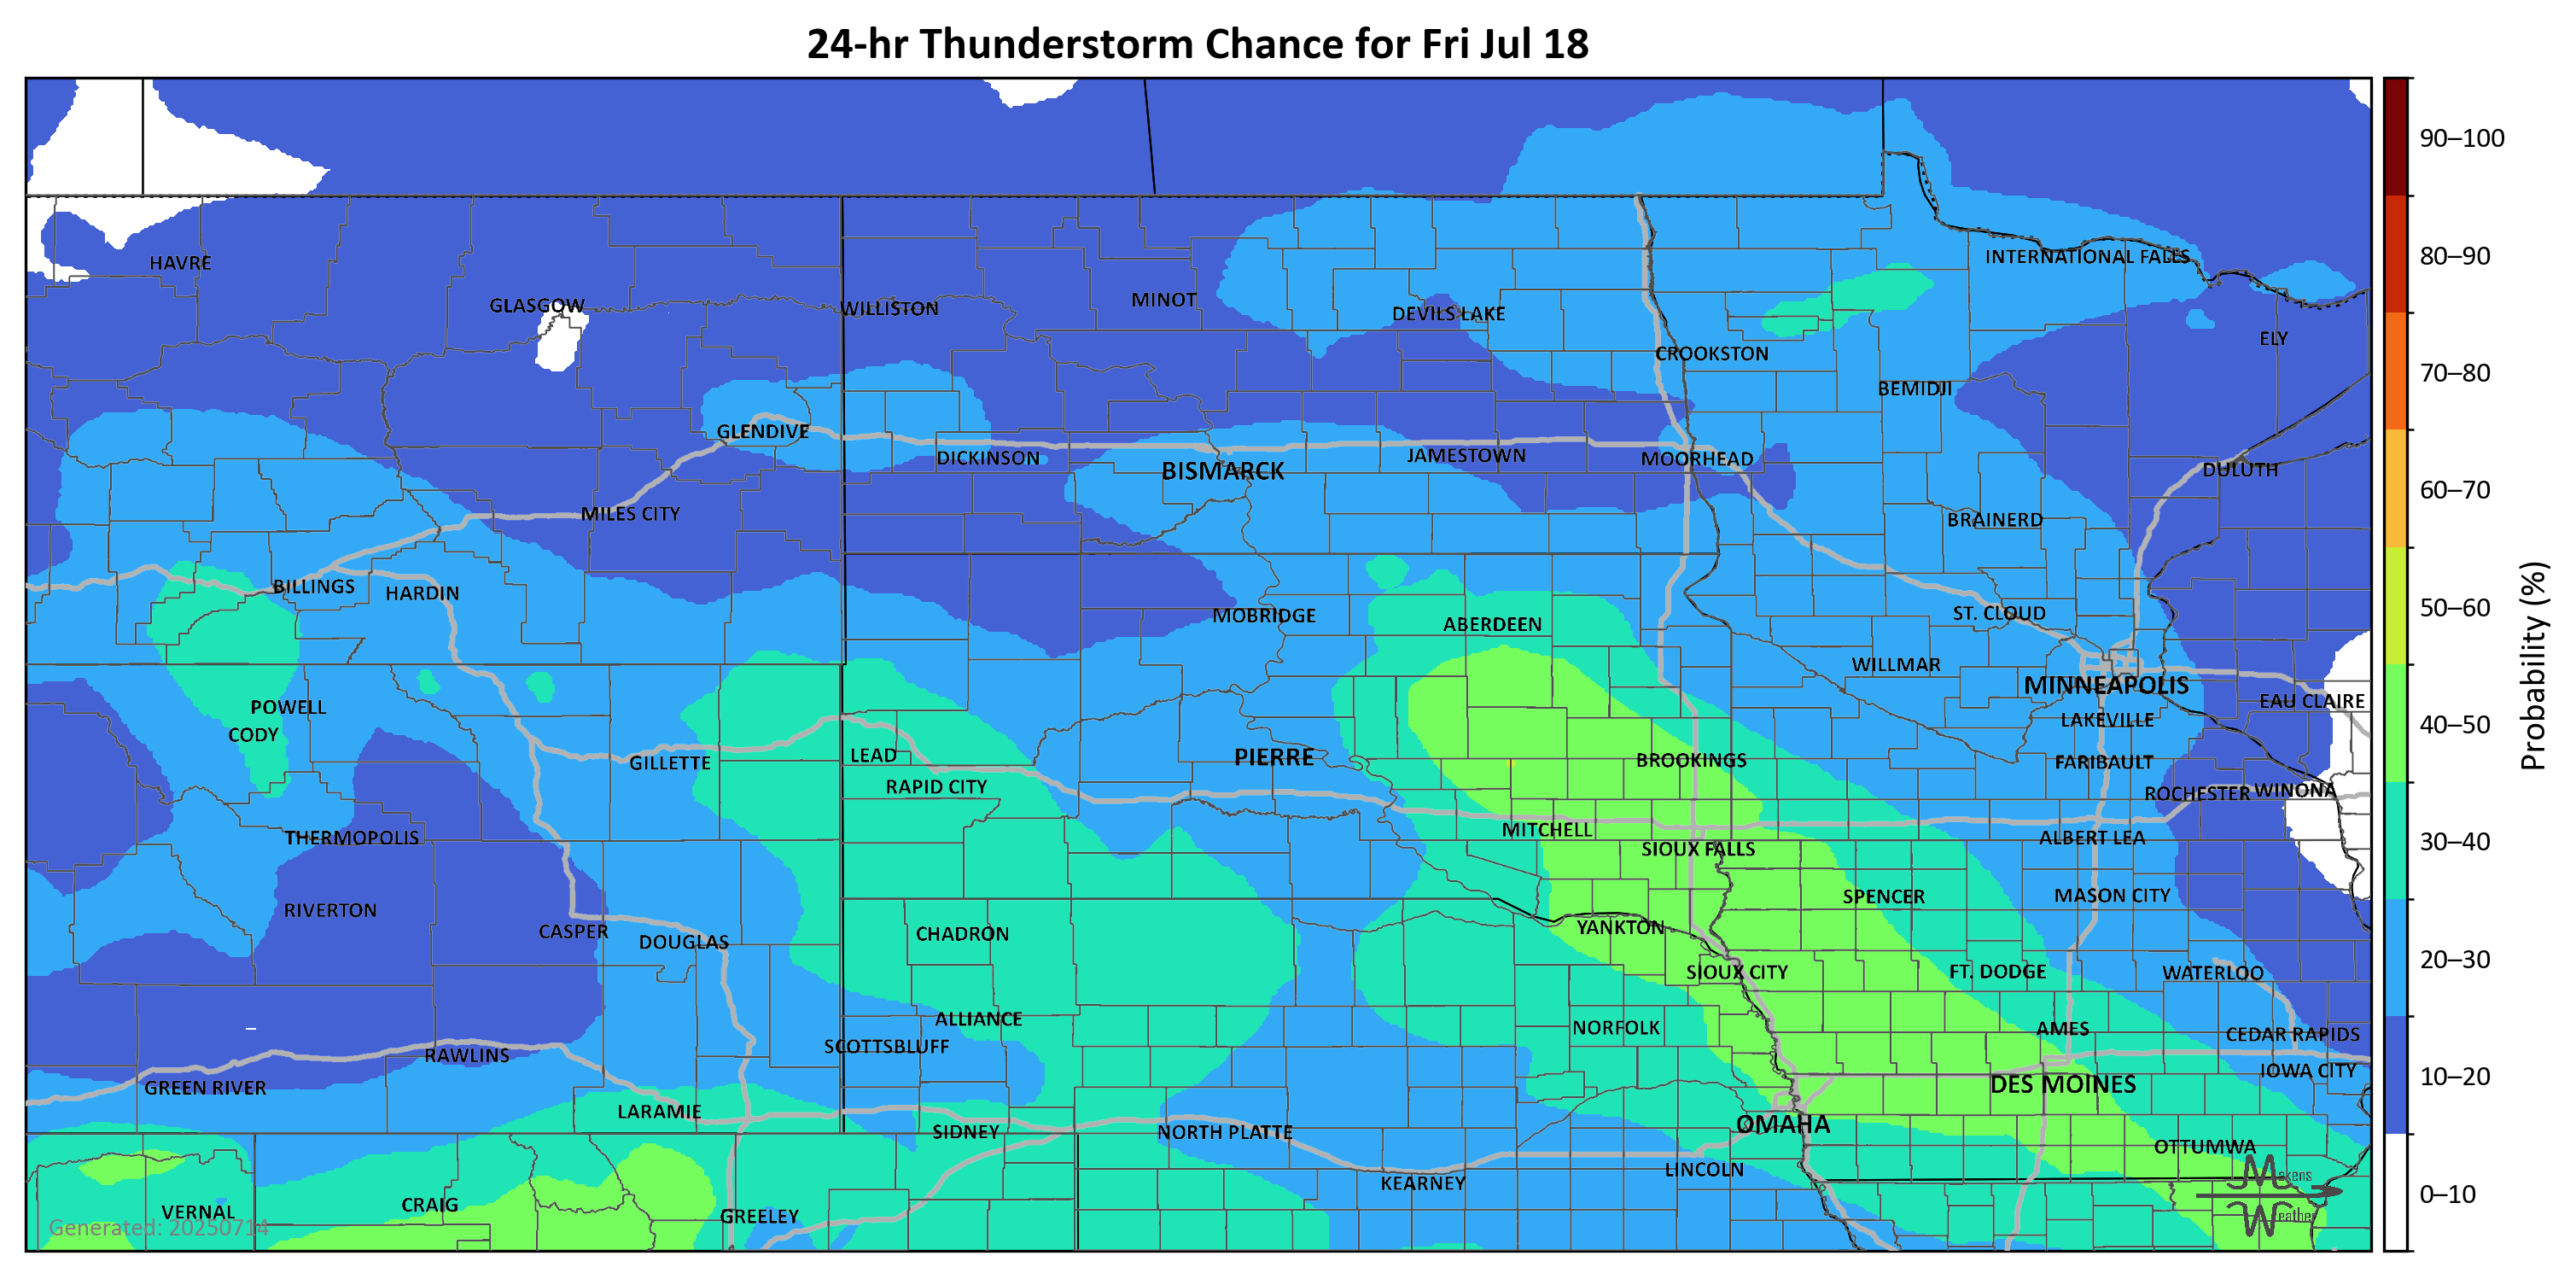 24-hr Thunderstorm Chance for Fri Jul 18
90–100
80–90
70–80
60–70
50–60
40–50
30–40
20–30
10–20
0–10
Probability (%)
HAVRE
GLASGOW
WILLISTON
MINOT
DEVILS LAKE
INTERNATIONAL FALLS
ELY
CROOKSTON
BEMIDJI
GLENDIVE
DICKINSON
BISMARCK
JAMESTOWN
MOORHEAD
DULUTH
MILES CITY
BRAINERD
BILLINGS
HARDIN
MOBRIDGE
ABERDEEN
ST. CLOUD
WILLMAR
MINNEAPOLIS
EAU CLAIRE
POWELL
LAKEVILLE
CODY
GILLETTE
LEAD
PIERRE
BROOKINGS
FARIBAULT
RAPID CITY
ROCHESTER
WINONA
THERMOPOLIS
MITCHELL
ALBERT LEA
SIOUX FALLS
SPENCER
MASON CITY
RIVERTON
CASPER
DOUGLAS
CHADRON
YANKTON
SIOUX CITY
FT. DODGE
WATERLOO
ALLIANCE
NORFOLK
AMES
CEDAR RAPIDS
SCOTTSBLUFF
RAWLINS
GREEN RIVER
DES MOINES
IOWA CITY
LARAMIE
SIDNEY
NORTH PLATTE
OMAHA
OTTUMWA
LINCOLN
KEARNEY
VERNAL
CRAIG
GREELEY
Makens
Weather
Generated: 20250714